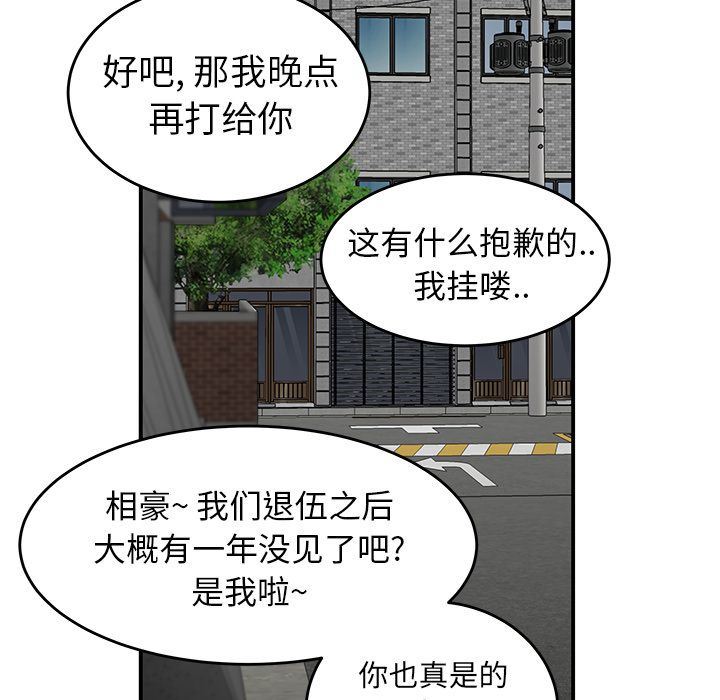 好吧, 那我晚点
再打给你
这有什么抱歉的..
我挂喽..
相豪~ 我们退伍之后
大概有一年没见了吧?
是我啦~
你也真是的